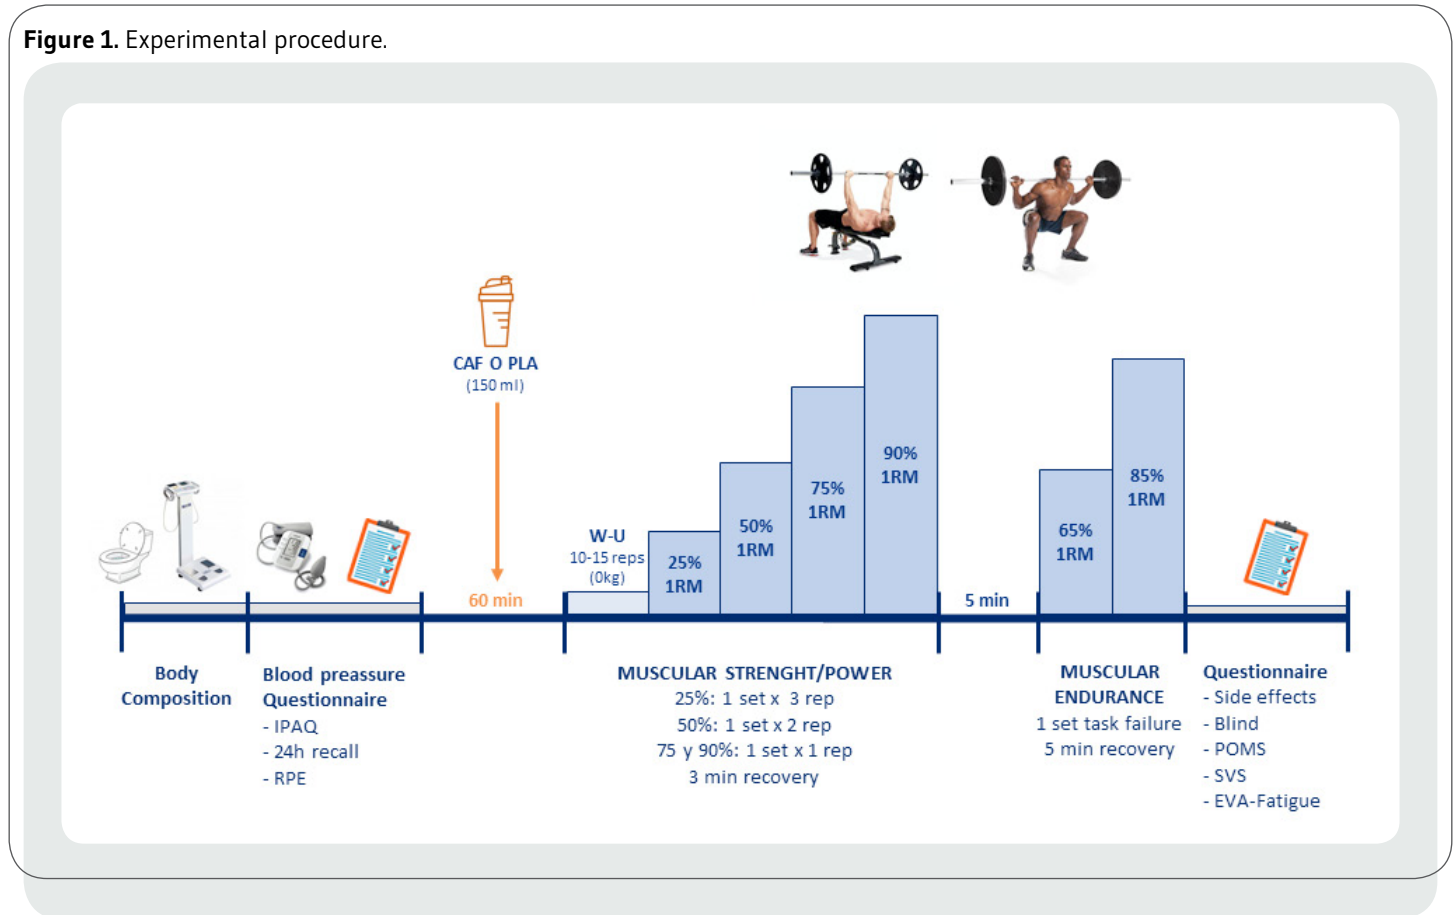 Figure 1. Experimental procedure.
CAF O PLA
(150 ml)
60 min
W-U
10-15 reps
(0kg)
25%
1RM
50%
1RM
75%
1RM
90%
1RM
5 min
65%
1RM
85%
1RM
Body
Composition
Blood preassure
Questionnaire
- IPAQ
- 24h recall
- RPE
MUSCULAR STRENGHT/POWER
25%: 1 set x 3 rep
50%: 1 set x 2 rep
75 y 90%: 1 set x 1 rep
3 min recovery
MUSCULAR
ENDURANCE
1 set task failure
5 min recovery
Questionnaire
- Side effects
- Blind
- POMS
- SVS
- EVA-Fatigue